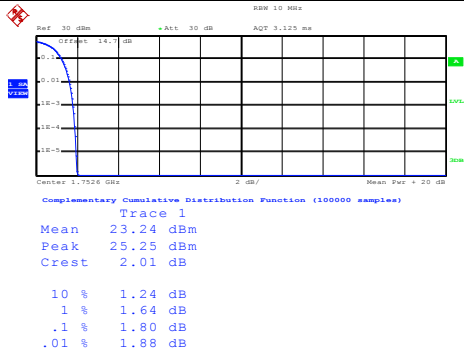 RBW 10 MHz
Ref 30 dBm Att 30 dB AQT 3.125 ms
Offset 14.7 dB
0.1
0.01
1E-3
1E-4
1E-5
1 SA
VIEW
A
LVL
3DB
Center 1.7526 GHz 2 dB/ Mean Pwr + 20 dB
Complementary Cumulative Distribution Function (100000 samples)
Trace 1
Mean 23.24 dBm
Peak 25.25 dBm
Crest 2.01 dB
10 % 1.24 dB
1 % 1.64 dB
.1 % 1.80 dB
.01 % 1.88 dB